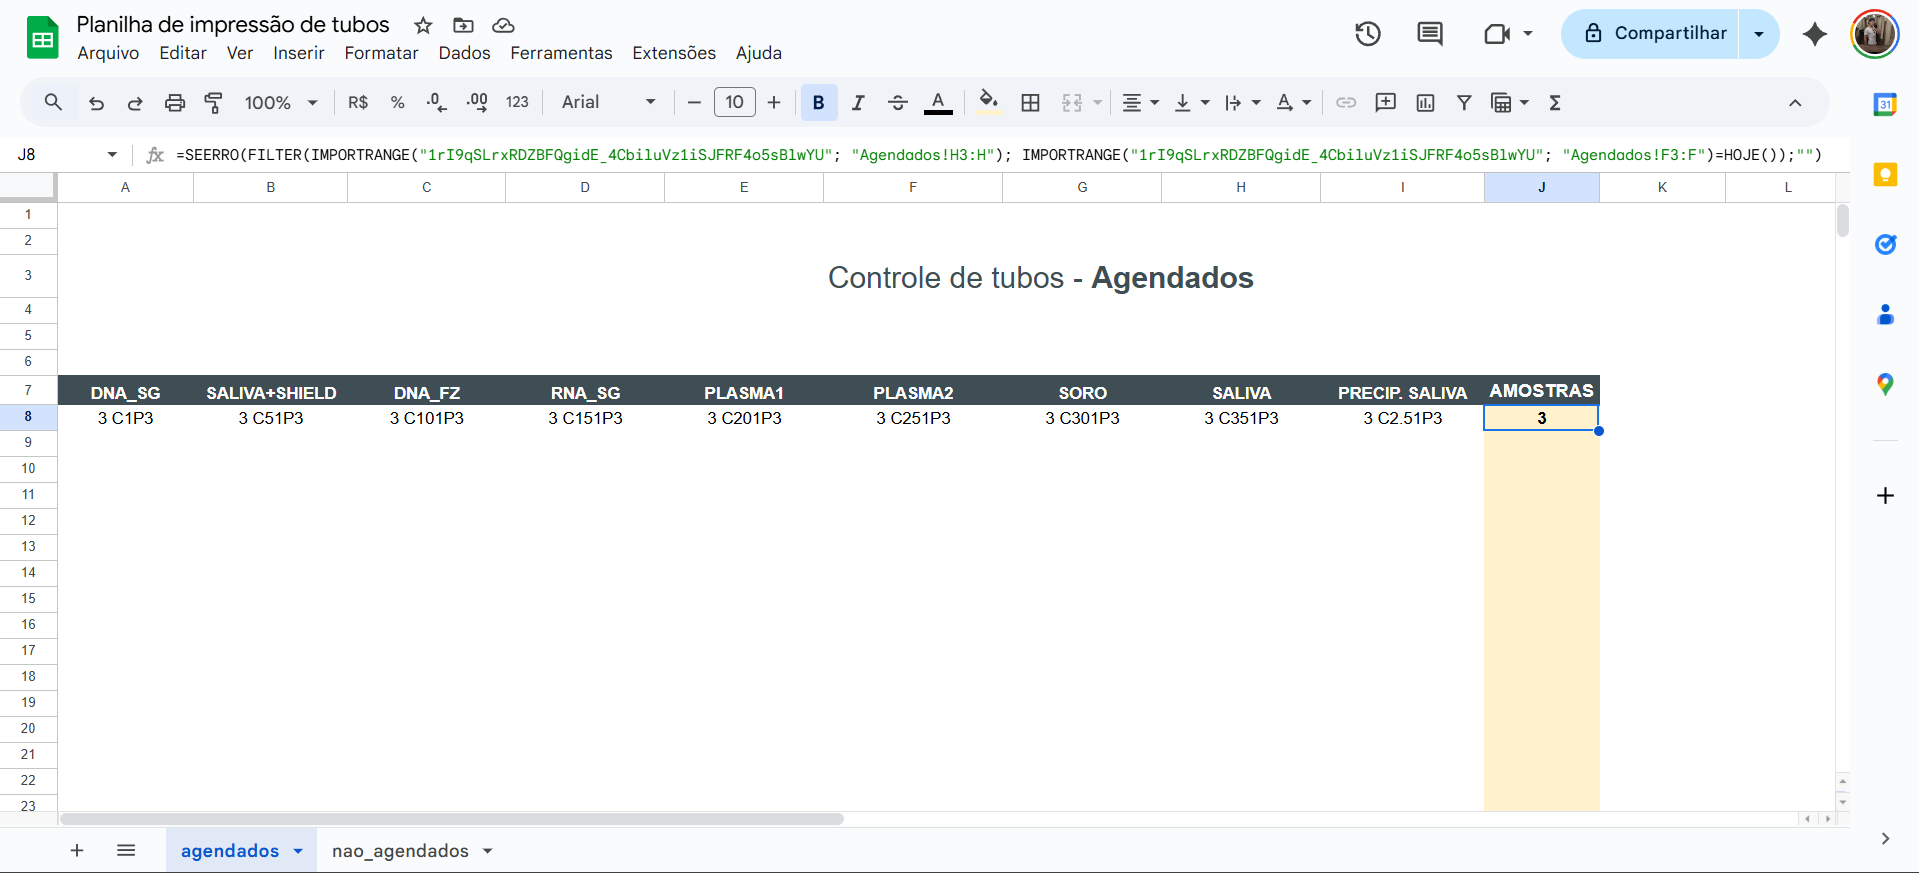 Planilha de impressão de tubos
Arquivo Editar Ver Inserir Formatar Dados Ferramentas Extensões Ajuda
Compartilhar
100% R$ % .0 .00 123 Arial 10 B I S A A Σ
31
J8 fx =SEERRO(FILTER(IMPORTRANGE("1rI9qSLrxRDZBFQgidE_4CbiluVz1iSJFRF4o5sBlwYU"; "Agendados!H3:H"); IMPORTRANGE("1rI9qSLrxRDZBFQgidE_4CbiluVz1iSJFRF4o5sBlwYU"; "Agendados!F3:F")=HOJE());"")
A B C D E F G H I J K L
1
2
3 Controle de tubos - Agendados
4
5
6
7 DNA_SG SALIVA+SHIELD DNA_FZ RNA_SG PLASMA1 PLASMA2 SORO SALIVA PRECIP. SALIVA AMOSTRAS
8 3 C1P3 3 C51P3 3 C101P3 3 C151P3 3 C201P3 3 C251P3 3 C301P3 3 C351P3 3 C2.51P3 3
9
10
11
12
13
14
15
16
17
18
19
20
21
22
23
agendados nao_agendados